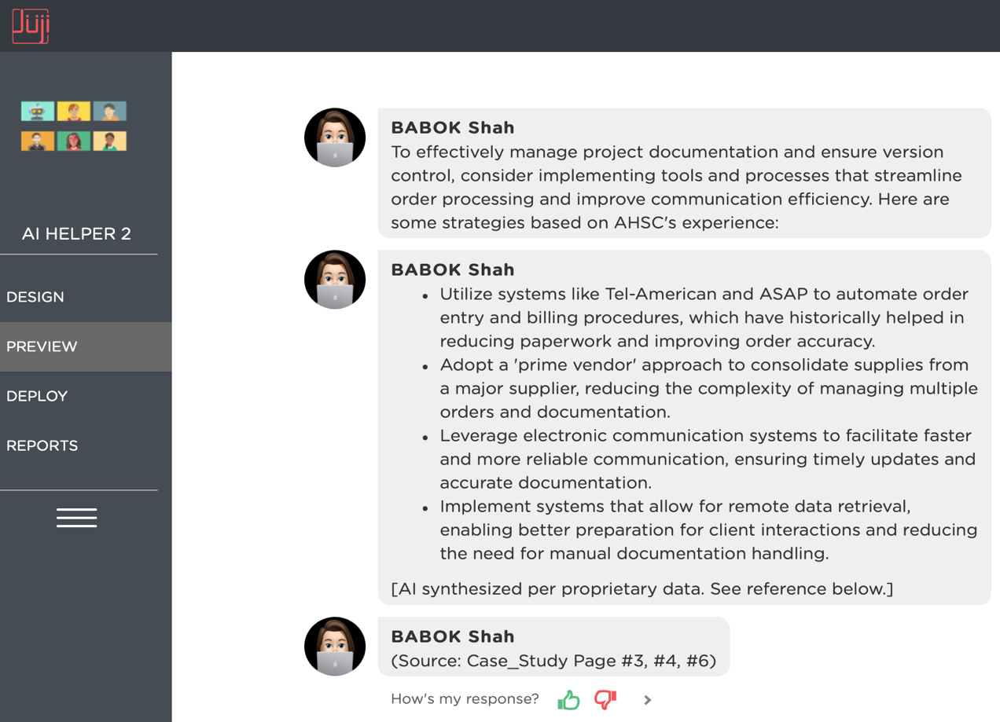 Juji
AI HELPER 2
DESIGN
PREVIEW
DEPLOY
REPORTS
BABOK Shah
To effectively manage project documentation and ensure version
control, consider implementing tools and processes that streamline
order processing and improve communication efficiency. Here are
some strategies based on AHSC's experience:
BABOK Shah
• Utilize systems like Tel-American and ASAP to automate order
entry and billing procedures, which have historically helped in
reducing paperwork and improving order accuracy.
• Adopt a 'prime vendor' approach to consolidate supplies from
a major supplier, reducing the complexity of managing multiple
orders and documentation.
• Leverage electronic communication systems to facilitate faster
and more reliable communication, ensuring timely updates and
accurate documentation.
• Implement systems that allow for remote data retrieval,
enabling better preparation for client interactions and reducing
the need for manual documentation handling.
[AI synthesized per proprietary data. See reference below.]
BABOK Shah
(Source: Case_Study Page #3, #4, #6)
How's my response?